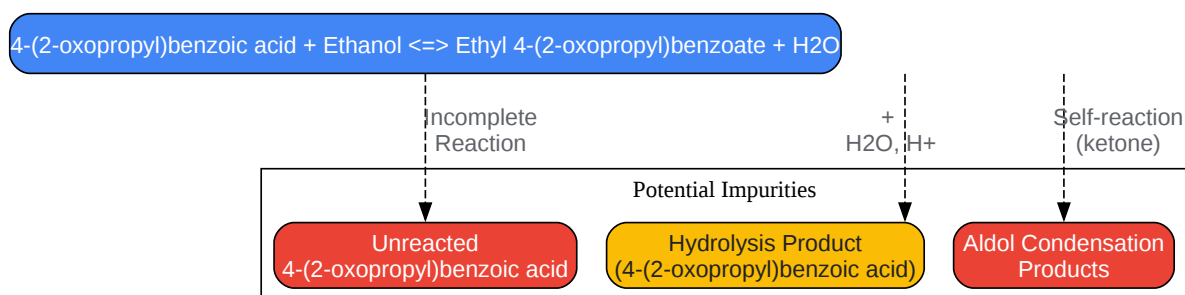 4-(2-oxopropyl)benzoic acid + Ethanol <=> Ethyl 4-(2-oxopropyl)benzoate + H2O
Incomplete
Reaction
+
H2O, H+
Self-reaction
(ketone)
Potential Impurities
Unreacted
4-(2-oxopropyl)benzoic acid
Hydrolysis Product
(4-(2-oxopropyl)benzoic acid)
Aldol Condensation
Products